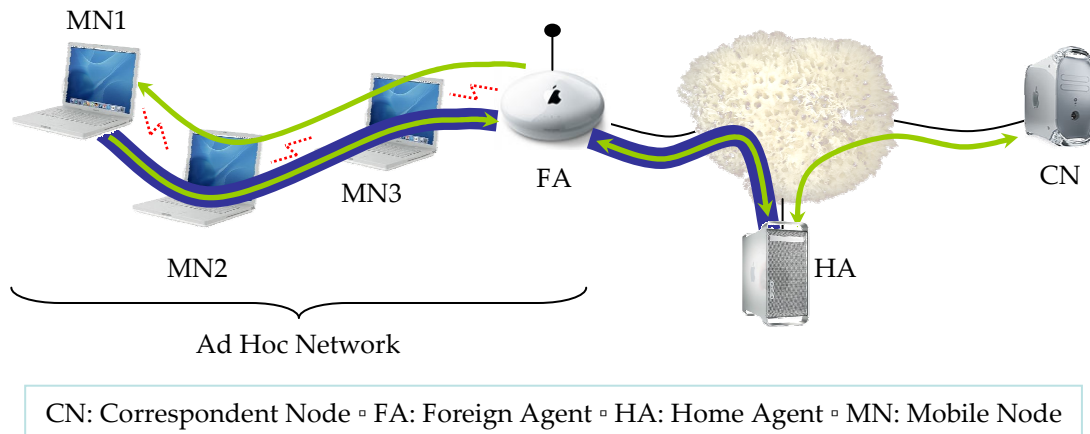 MN1
MN2
MN3
FA
HA
CN
Ad Hoc Network
CN: Correspondent Node ▫ FA: Foreign Agent ▫ HA: Home Agent ▫ MN: Mobile Node